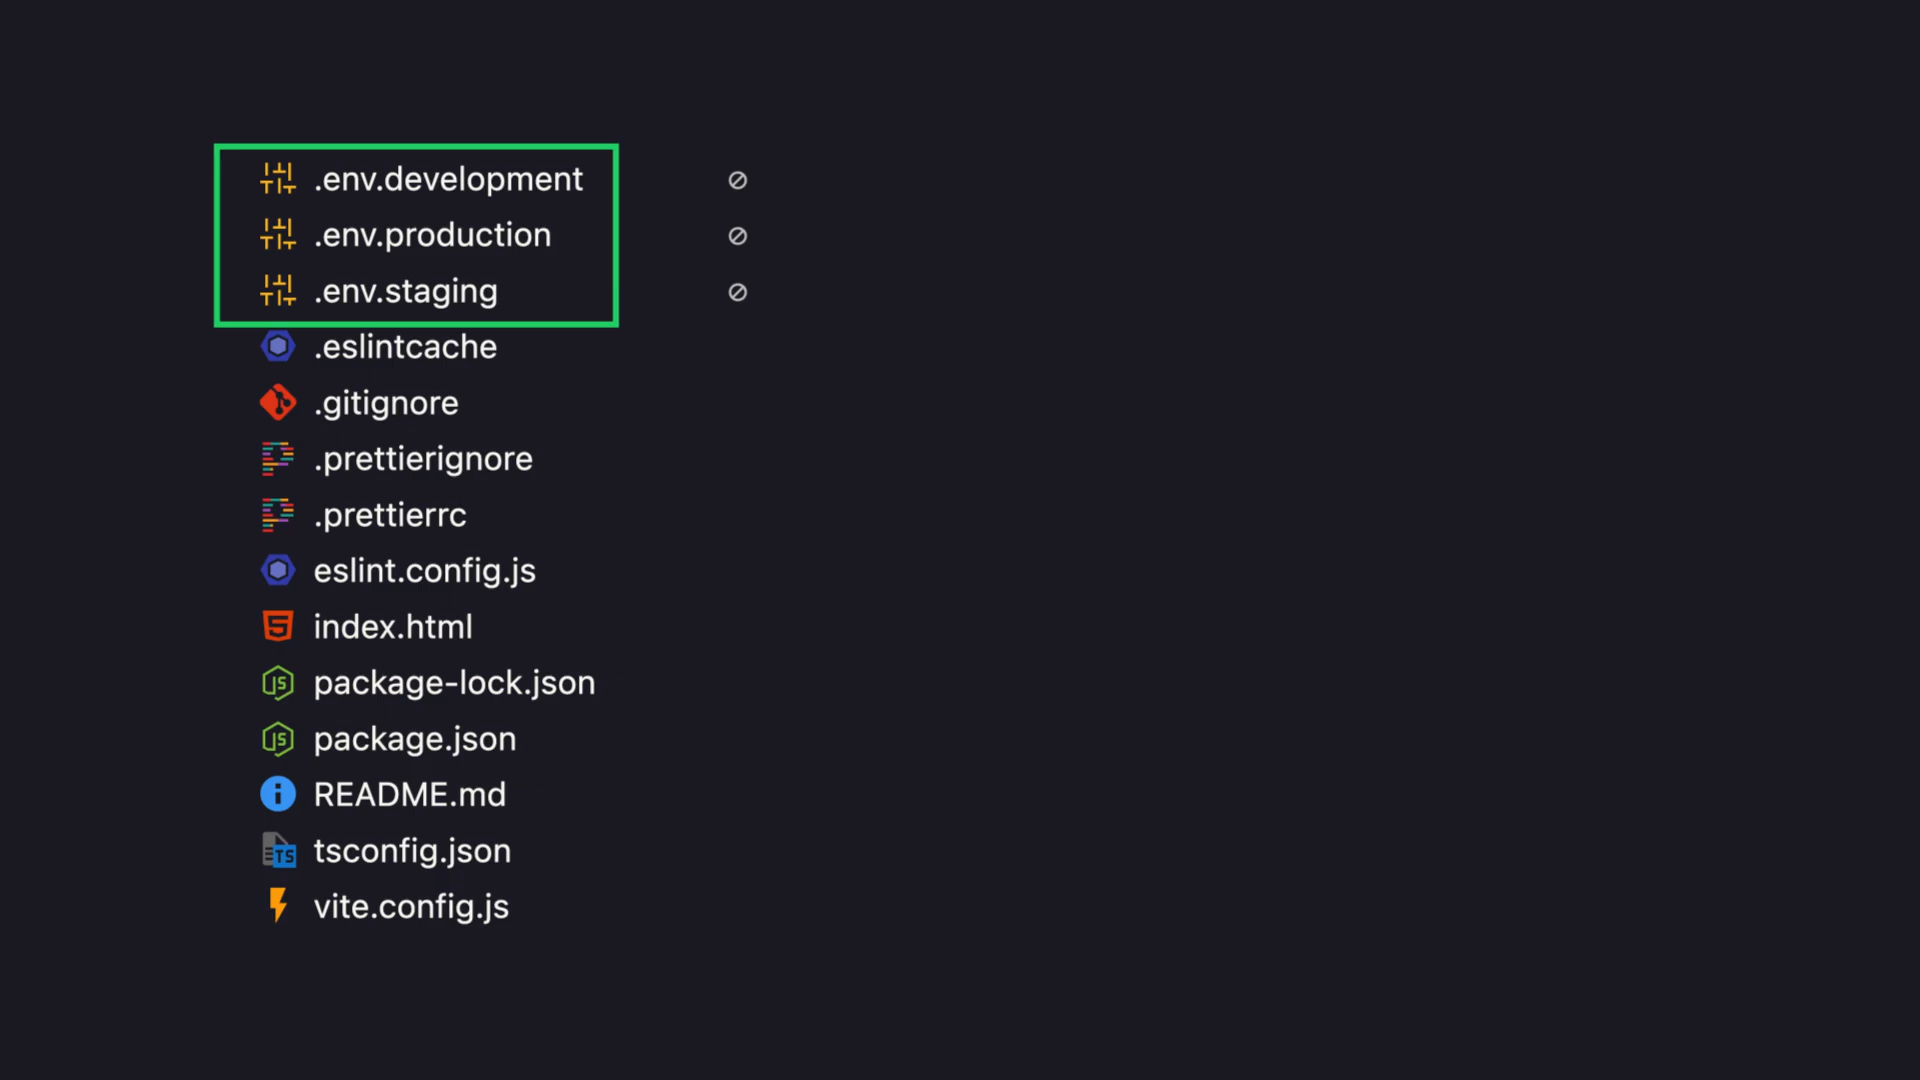 .env.development
.env.production
.env.staging
.eslintcache
.gitignore
.prettierignore
.prettierrc
eslint.config.js
index.html
package-lock.json
package.json
README.md
tsconfig.json
vite.config.js